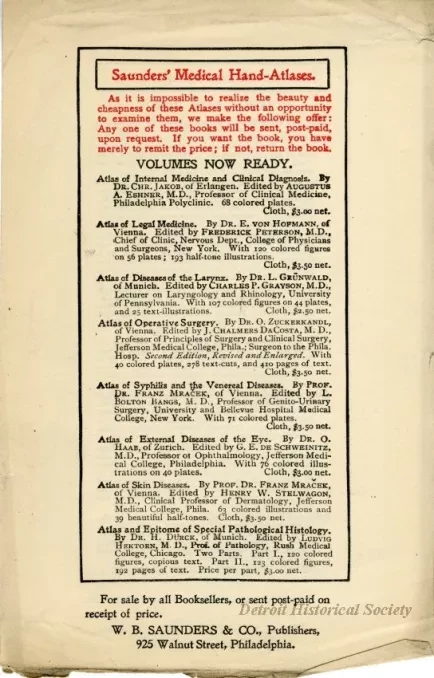 Saunders' Medical Hand-Atlases.
As it is impossible to realize the beauty and
cheapness of these Atlases without an opportunity
to examine them, we make the following offer:
Any one of these books will be sent, post-paid,
upon request. If you want the book, you have
merely to remit the price; if not, return the book.
VOLUMES NOW READY.
Atlas of Internal Medicine and Clinical Diagnosis. By
DR. CHR. JAKOB, of Erlangen. Edited by AUGUSTUS
A. ESHNER, M.D., Professor of Clinical Medicine,
Philadelphia Polyclinic. 68 colored plates.
Cloth, $3.00 net.
Atlas of Legal Medicine. By DR. E. VON HOFMANN, of
Vienna. Edited by FREDERICK PETERSON, M.D.,
Chief of Clinic, Nervous Dept., College of Physicians
and Surgeons, New York. With 120 colored figures
on 56 plates; 193 half-tone illustrations.
Cloth, $3.50 net.
Atlas of Diseases of the Larynx. By DR. L. GRÜNWALD,
of Munich. Edited by CHARLES P. GRAYSON, M.D.,
Lecturer on Laryngology and Rhinology, University
of Pennsylvania. With 107 colored figures on 44 plates,
and 25 text-illustrations. Cloth, $2.50 net.
Atlas of Operative Surgery. By DR. O. ZUCKERKANDL,
of Vienna. Edited by J. CHALMERS DACOSTA, M. D.,
Professor of Principles of Surgery and Clinical Surgery,
Jefferson Medical College, Phila.; Surgeon to the Phila.
Hosp. Second Edition, Revised and Enlarged. With
40 colored plates, 278 text-cuts, and 410 pages of text.
Cloth, $3.50 net.
Atlas of Syphilis and the Venereal Diseases. By PROF.
DR. FRANZ MRAČEK, of Vienna. Edited by L.
BOLTON BANGS, M. D., Professor of Genito-Urinary
Surgery, University and Bellevue Hospital Medical
College, New York. With 71 colored plates.
Cloth, $3.50 net.
Atlas of External Diseases of the Eye. By DR. O.
HAAB, of Zurich. Edited by G. E. DE SCHWEINITZ,
M.D., Professor of Ophthalmology, Jefferson Medi-
cal College, Philadelphia. With 76 colored illus-
trations on 40 plates. Cloth, $3.00 net.
Atlas of Skin Diseases. By PROF. DR. FRANZ MRAČEK,
of Vienna. Edited by HENRY W. STELWAGON,
M.D., Clinical Professor of Dermatology, Jefferson
Medical College, Phila. 63 colored illustrations and
39 beautiful half-tones. Cloth, $3.50 net.
Atlas and Epitome of Special Pathological Histology.
By DR. H. DÜRCK, of Munich. Edited by LUDVIG
HEKTOEN, M. D., Prof. of Pathology, Rush Medical
College, Chicago. Two Parts. Part I., 120 colored
figures, copious text. Part II., 123 colored figures,
192 pages of text. Price per part, $3.00 net.
For sale by all Booksellers, or sent post-paid on
receipt of price.
Detroit Historical Society
W. B. SAUNDERS & CO., Publishers,
925 Walnut Street, Philadelphia.